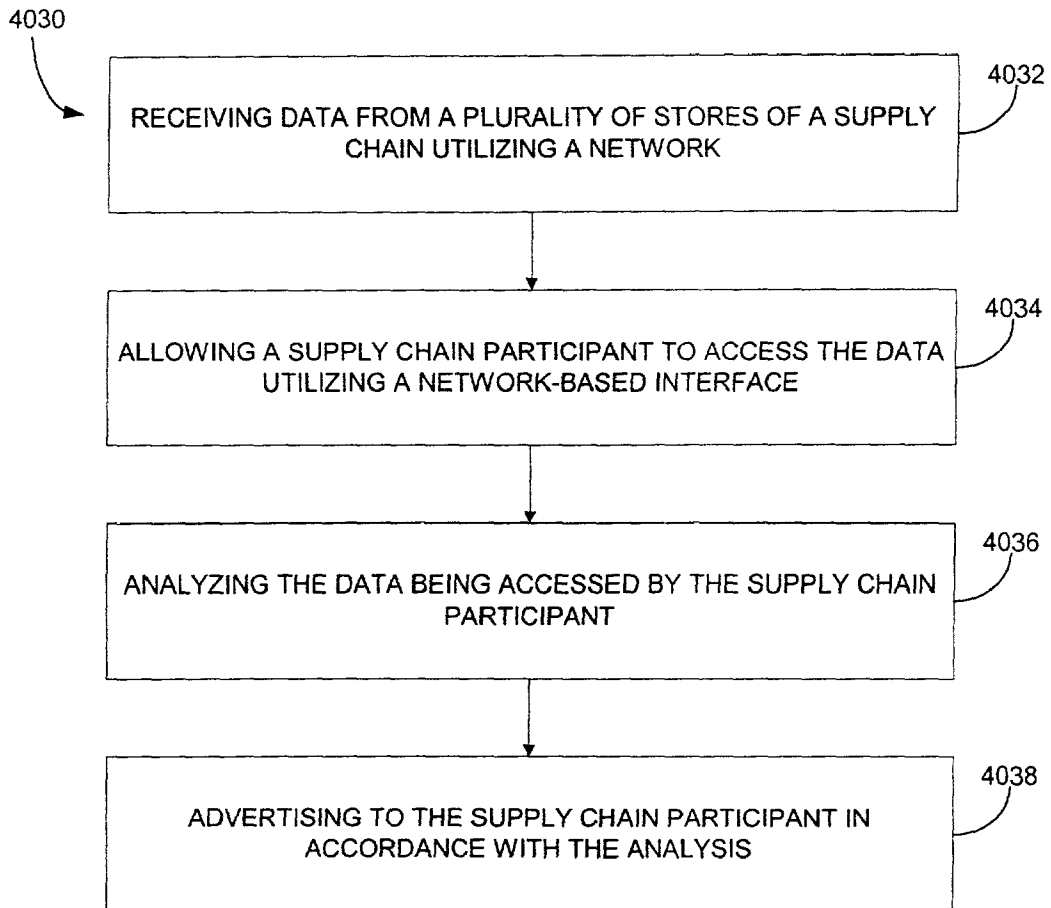 4030
4032
RECEIVING DATA FROM A PLURALITY OF STORES OF A SUPPLY
CHAIN UTILIZING A NETWORK
4034
ALLOWING A SUPPLY CHAIN PARTICIPANT TO ACCESS THE DATA
UTILIZING A NETWORK-BASED INTERFACE
4036
ANALYZING THE DATA BEING ACCESSED BY THE SUPPLY CHAIN
PARTICIPANT
4038
ADVERTISING TO THE SUPPLY CHAIN PARTICIPANT IN
ACCORDANCE WITH THE ANALYSIS